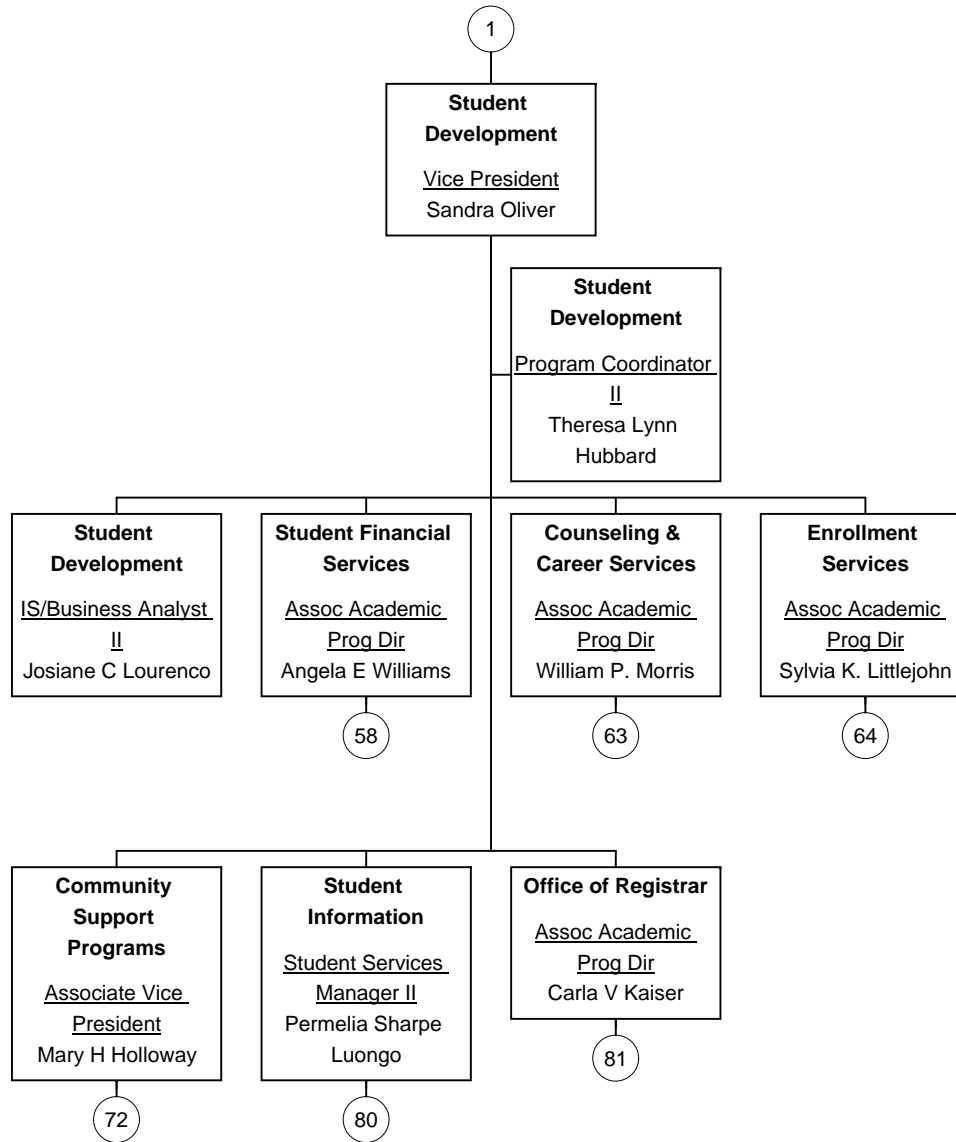 1
Student
Development
Vice President
Sandra Oliver
Student
Development
Program Coordinator
II
Theresa Lynn
Hubbard
Student
Development
IS/Business Analyst
II
Josiane C Lourenco
Student Financial
Services
Assoc Academic
Prog Dir
Angela E Williams
58
Counseling &
Career Services
Assoc Academic
Prog Dir
William P. Morris
63
Enrollment
Services
Assoc Academic
Prog Dir
Sylvia K. Littlejohn
64
Community
Support
Programs
Associate Vice
President
Mary H Holloway
72
Student
Information
Student Services
Manager II
Permelia Sharpe
Luongo
80
Office of Registrar
Assoc Academic
Prog Dir
Carla V Kaiser
81